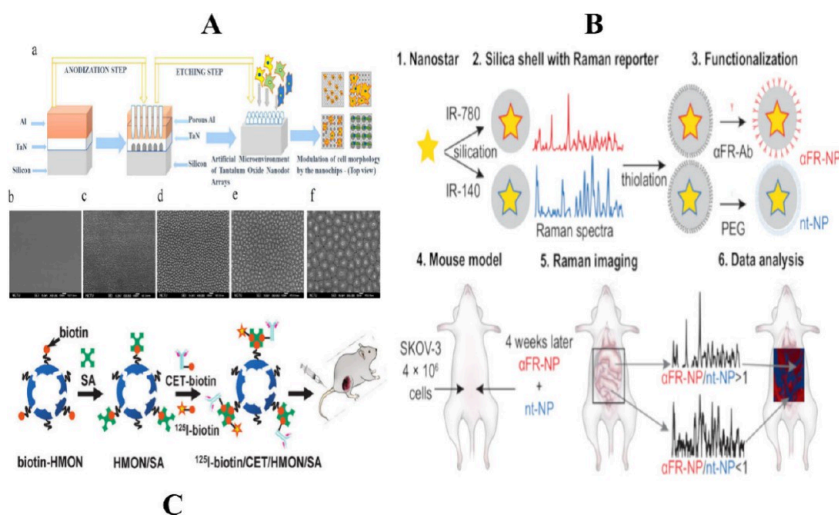 A
B
a
ANODIZATION STEP
ETCHING STEP
Al
TaN
Silicon
Porous Al
TaN
Silicon
Artificial
Microenvironment
of Tantalum Oxide Nanodot
Arrays
Modulation of cell morphology
by the nanochips –(Top view)
b
c
d
e
f
1. Nanostar
2. Silica shell with Raman reporter
3. Functionalization
IR-780
silication
IR-140
Raman spectra
thiolation
αFR-Ab
αFR-NP
PEG
nt-NP
4. Mouse model
5. Raman imaging
6. Data analysis
SKOV-3
4 × 10⁶
cells
4 weeks later
αFR-NP
+
nt-NP
αFR-NP/nt-NP>1
αFR-NP/nt-NP<1
biotin
SA
CET-biotin
¹²⁵I-biotin
biotin-HMON
HMON/SA
¹²⁵I-biotin/CET/HMON/SA
C